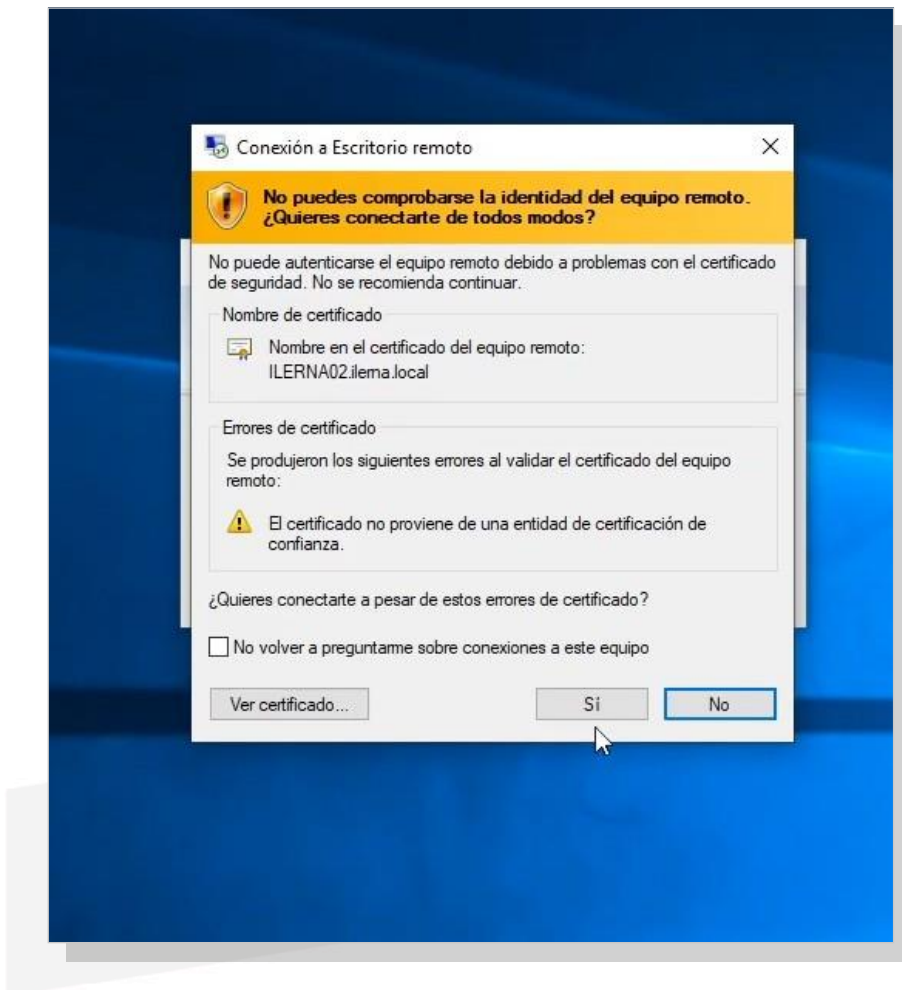 Conexión a Escritorio remoto
No puedes comprobarse la identidad del equipo remoto.
¿Quieres conectarte de todos modos?
No puede autenticarse el equipo remoto debido a problemas con el certificado
de seguridad. No se recomienda continuar.
Nombre de certificado
Nombre en el certificado del equipo remoto:
ILERNA02.ilerna.local
Errores de certificado
Se produjeron los siguientes errores al validar el certificado del equipo
remoto:
El certificado no proviene de una entidad de certificación de
confianza.
¿Quieres conectarte a pesar de estos errores de certificado?
No volver a preguntarme sobre conexiones a este equipo
Ver certificado...
Sí
No